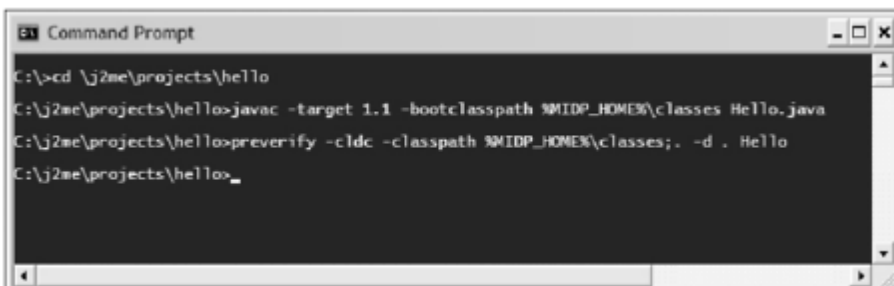 Command Prompt
C:\>cd \j2me\projects\hello
C:\j2me\projects\hello>javac -target 1.1 -bootclasspath %MIDP_HOME%\classes Hello.java
C:\j2me\projects\hello>preverify -cldc -classpath %MIDP_HOME%\classes;. -d . Hello
C:\j2me\projects\hello>_